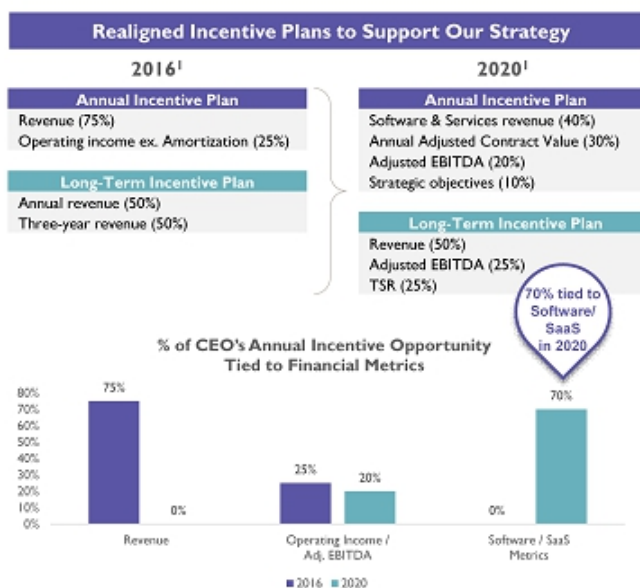 Realigned Incentive Plans to Support Our Strategy
2016¹
Annual Incentive Plan
Revenue (75%)
Operating income ex. Amortization (25%)
Long-Term Incentive Plan
Annual revenue (50%)
Three-year revenue (50%)
2020¹
Annual Incentive Plan
Software & Services revenue (40%)
Annual Adjusted Contract Value (30%)
Adjusted EBITDA (20%)
Strategic objectives (10%)
Long-Term Incentive Plan
Revenue (50%)
Adjusted EBITDA (25%)
TSR (25%)
70% tied to
Software/
SaaS
in 2020
% of CEO's Annual Incentive Opportunity
Tied to Financial Metrics
80%
70%
60%
50%
40%
30%
20%
10%
0%
75%
0%
25%
20%
0%
70%
Revenue
Operating Income /
Adj. EBITDA
Software / SaaS
Metrics
2016
2020